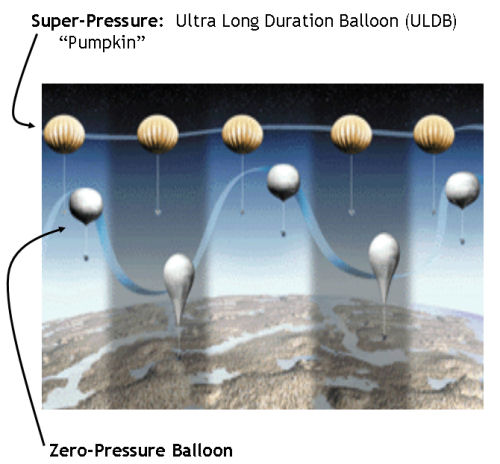 Super-Pressure: Ultra Long Duration Balloon (ULDB)
“Pumpkin”
Zero-Pressure Balloon